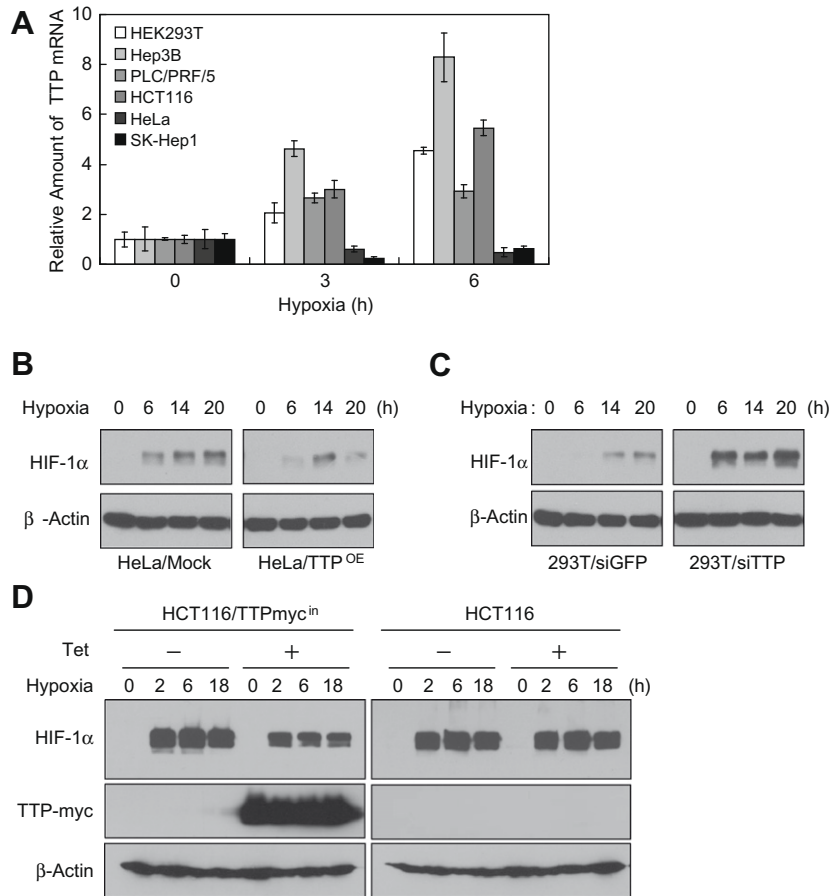 A
Relative Amount of TTP mRNA
10
8
6
4
2
0
HEK293T
Hep3B
PLC/PRF/5
HCT116
HeLa
SK-Hep1
0 3 6
Hypoxia (h)
B
Hypoxia 0 6 14 20 0 6 14 20 (h)
HIF-1α
β -Actin
HeLa/Mock HeLa/TTP OE
C
Hypoxia : 0 6 14 20 0 6 14 20 (h)
HIF-1α
β-Actin
293T/siGFP 293T/siTTP
D
HCT116/TTPmyc in HCT116
Tet − + − +
Hypoxia 0 2 6 18 0 2 6 18 0 2 6 18 0 2 6 18 (h)
HIF-1α
TTP-myc
β-Actin